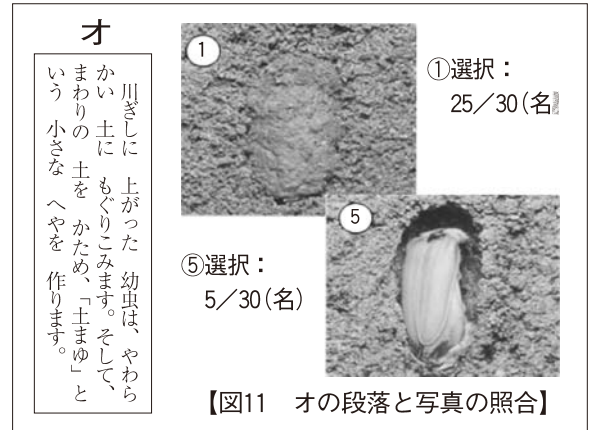 オ
川ぎしに 上がった 幼虫は、やわら
かい 土に もぐりこみます。そして、
まわりの 土を かため、「土まゆ」と
いう 小さな へやを 作ります。
1
①選択：
25／30（名
5
⑤選択：
5／30（名）
【図11　オの段落と写真の照合】